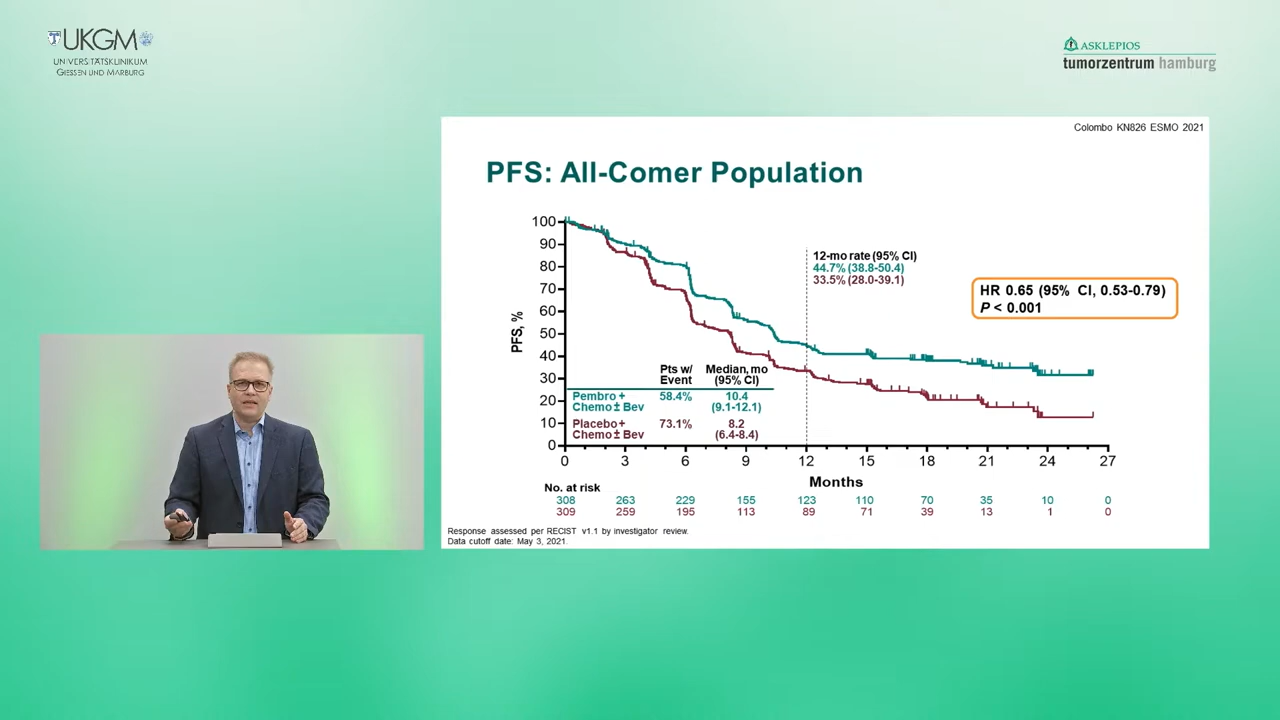 UKGM
UNIVERSITÄTSKLINIKUM
GIESSEN UND MARBURG
ASKLEPIOS
tumorzentrum hamburg
Colombo KN826 ESMO 2021
PFS: All-Comer Population
PFS, %
100
90
80
70
60
50
40
30
20
10
0
12-mo rate (95% CI)
44.7% (38.8-50.4)
33.5% (28.0-39.1)
HR 0.65 (95% CI, 0.53-0.79)
P < 0.001
Pts w/ Event
Median, mo (95% CI)
Pembro + Chemo ± Bev
58.4%
10.4 (9.1-12.1)
Placebo + Chemo ± Bev
73.1%
8.2 (6.4-8.4)
0 3 6 9 12 15 18 21 24 27
Months
No. at risk
308 263 229 155 123 110 70 35 10 0
309 259 195 113 89 71 39 13 1 0
Response assessed per RECIST v1.1 by investigator review.
Data cutoff date: May 3, 2021.